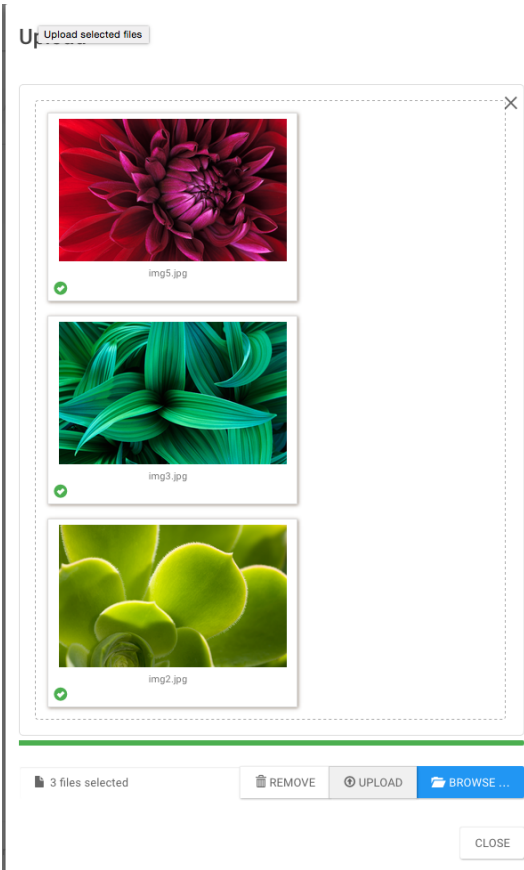 Upload selected files
img5.jpg
img3.jpg
img2.jpg
3 files selected
REMOVE
UPLOAD
BROWSE ...
CLOSE